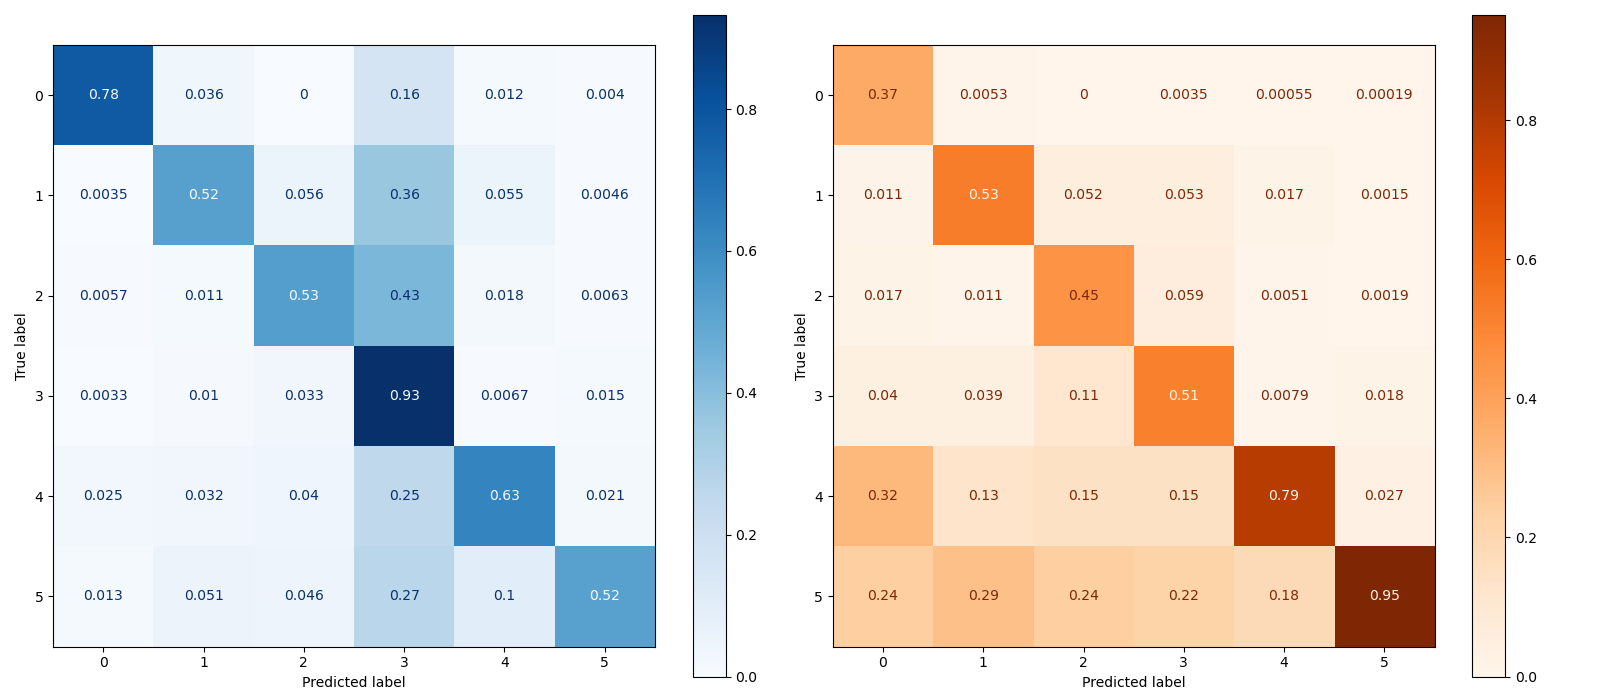 0 0.78 0.036 0 0.16 0.012 0.004
1 0.0035 0.52 0.056 0.36 0.055 0.0046
2 0.0057 0.011 0.53 0.43 0.018 0.0063
3 0.0033 0.01 0.033 0.93 0.0067 0.015
4 0.025 0.032 0.04 0.25 0.63 0.021
5 0.013 0.051 0.046 0.27 0.1 0.52
0 1 2 3 4 5
True label
Predicted label
0.8
0.6
0.4
0.2
0.0
0 0.37 0.0053 0 0.0035 0.00055 0.00019
1 0.011 0.53 0.052 0.053 0.017 0.0015
2 0.017 0.011 0.45 0.059 0.0051 0.0019
3 0.04 0.039 0.11 0.51 0.0079 0.018
4 0.32 0.13 0.15 0.15 0.79 0.027
5 0.24 0.29 0.24 0.22 0.18 0.95
0 1 2 3 4 5
True label
Predicted label
0.8
0.6
0.4
0.2
0.0